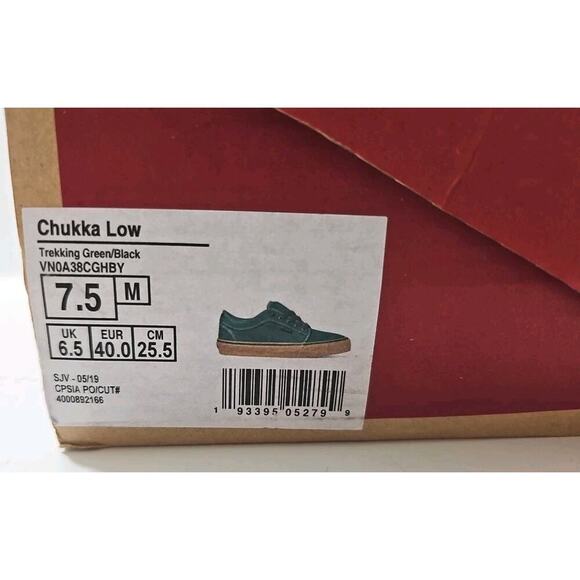 Chukka Low
Trekking Green/Black
VN0A38CGHBY
7.5 M
UK EUR CM
6.5 40.0 25.5
SJV - 05/19
CPSIA PO/CUT#
4000892166
1 93395 05279 9